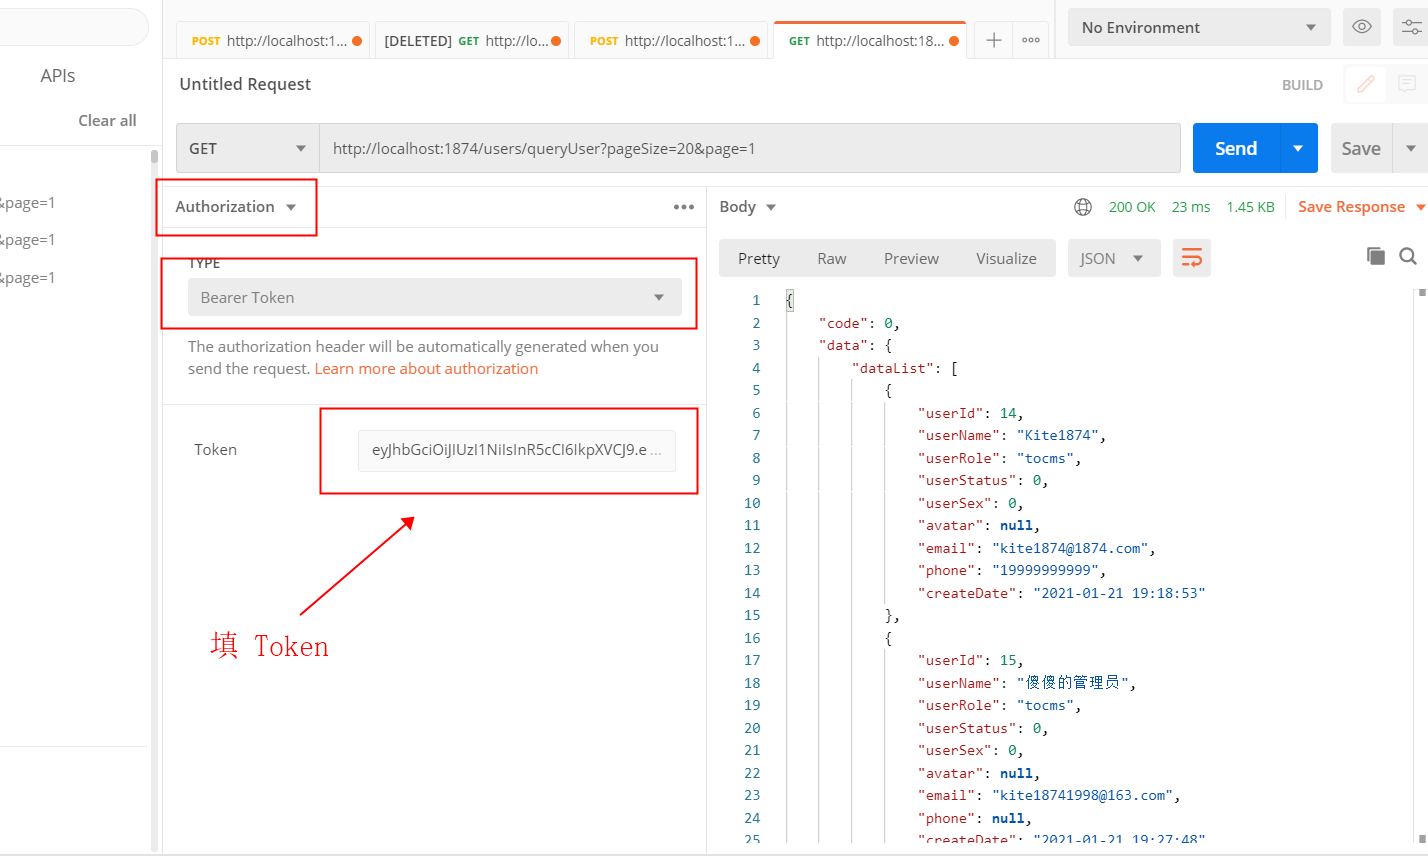 POST http://localhost:1...
[DELETED] GET http://lo...
POST http://localhost:1...
GET http://localhost:18...
No Environment
APIs
Clear all
&page=1
&page=1
&page=1
Untitled Request
BUILD
GET
http://localhost:1874/users/queryUser?pageSize=20&page=1
Send
Save
Authorization
TYPE
Bearer Token
The authorization header will be automatically generated when you
send the request. Learn more about authorization
Token
eyJhbGciOiJIUzI1NiIsInR5cCI6IkpXVCJ9.e ...
填 Token
Body
200 OK 23 ms 1.45 KB Save Response
Pretty Raw Preview Visualize JSON
1 {
2 "code": 0,
3 "data": {
4 "dataList": [
5 {
6 "userId": 14,
7 "userName": "Kite1874",
8 "userRole": "tocms",
9 "userStatus": 0,
10 "userSex": 0,
11 "avatar": null,
12 "email": "kite1874@1874.com",
13 "phone": "19999999999",
14 "createDate": "2021-01-21 19:18:53"
15 },
16 {
17 "userId": 15,
18 "userName": "傻傻的管理员",
19 "userRole": "tocms",
20 "userStatus": 0,
21 "userSex": 0,
22 "avatar": null,
23 "email": "kite18741998@163.com",
24 "phone": null,
25 "createDate": "2021-01-21 19:27:48"